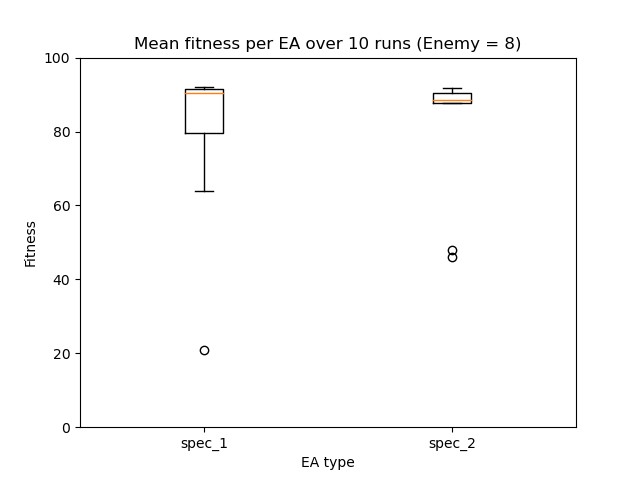 Mean fitness per EA over 10 runs (Enemy = 8)
100
80
60
40
20
0
Fitness
spec_1
spec_2
EA type